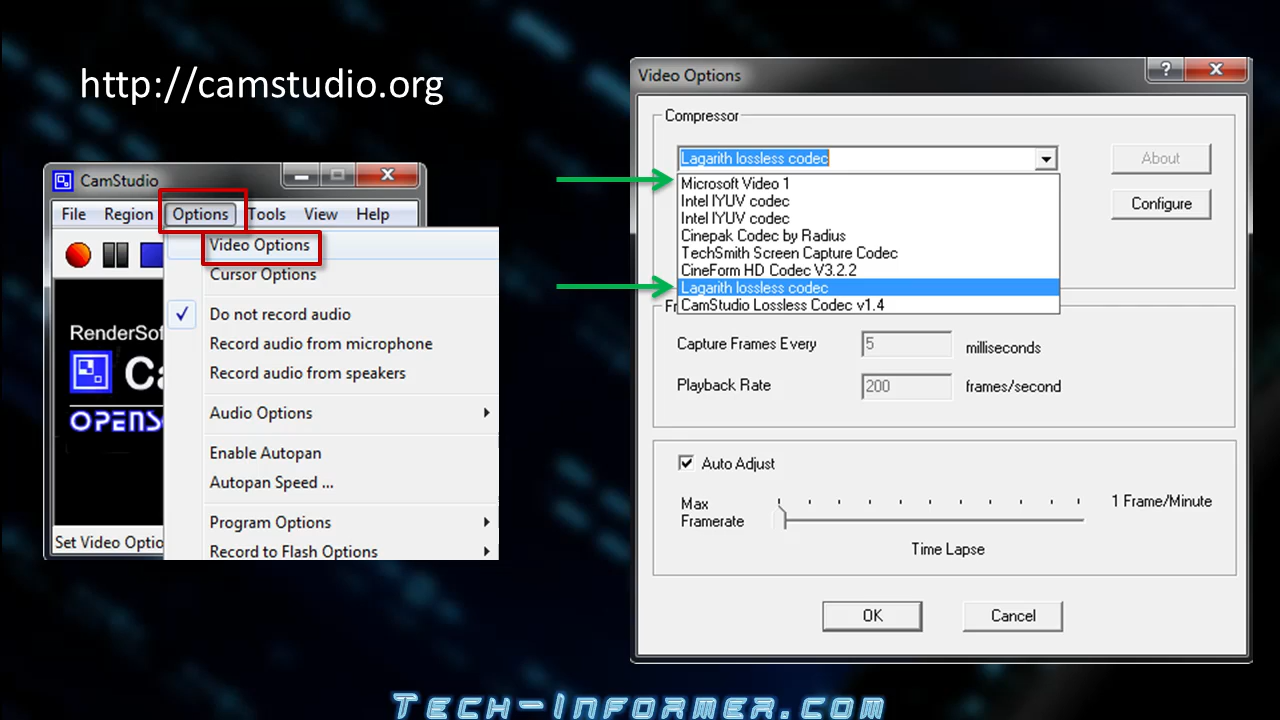 http://camstudio.org
CamStudio
File Region Options Tools View Help
Video Options
Cursor Options
Do not record audio
Record audio from microphone
Record audio from speakers
Audio Options
Enable Autopan
Autopan Speed ...
Program Options
Record to Flash Options
RenderSof
Ca
OPENS
Set Video Optio
Video Options
Compressor
Lagarith lossless codec
About
Microsoft Video 1
Intel IYUV codec
Configure
Intel IYUV codec
Cinepak Codec by Radius
TechSmith Screen Capture Codec
CineForm HD Codec V3.2.2
Lagarith lossless codec
CamStudio Lossless Codec v1.4
Capture Frames Every 5 milliseconds
Playback Rate 200 frames/second
Auto Adjust
Max
Framerate
1 Frame/Minute
Time Lapse
OK Cancel
Tech-Informer.com